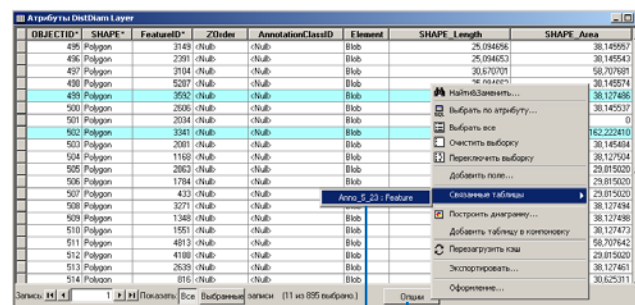 Атрибуты DistDiam Layer
OBJECTID* SHAPE* FeatureID* ZOrder AnnotationClassID Element SHAPE_Length SHAPE_Area
495 Polygon 3149 <Null> <Null> Blob 25,094656 38,145557
496 Polygon 2391 <Null> <Null> Blob 25,094653 38,145543
497 Polygon 3104 <Null> <Null> Blob 30,670701 58,707681
498 Polygon 5287 <Null> <Null> Blob 38,145574
499 Polygon 3592 <Null> <Null> Blob 38,127486
500 Polygon 2606 <Null> <Null> Blob 38,145537
501 Polygon 2034 <Null> <Null> Blob 0
502 Polygon 3341 <Null> <Null> Blob 162,222410
503 Polygon 2081 <Null> <Null> Blob 38,145484
504 Polygon 1168 <Null> <Null> Blob 38,127504
505 Polygon 2863 <Null> <Null> Blob 29,815020
506 Polygon 1784 <Null> <Null> Blob 29,815020
507 Polygon 433 <Null> 29,815020
508 Polygon 3271 <Null> <Null> Blob 38,127494
509 Polygon 1348 <Null> <Null> Blob 38,127498
510 Polygon 1551 <Null> <Null> Blob 30,127473
511 Polygon 4813 <Null> <Null> Blob 58,707642
512 Polygon 4188 <Null> <Null> Blob 29,815020
513 Polygon 2639 <Null> <Null> Blob 38,127461
514 Polygon 816 <Null> <Null> Blob 30,625311
Найти&Заменить...
Выбрать по атрибуту...
Выбрать все
Очистить выборку
Переключить выборку
Добавить поле...
Связанные таблицы
Anno_5_23 : Feature
Построить диаграмму...
Добавить таблицу в компоновку
Перезагрузить кэш
Экспортировать...
Оформление...
Запись: 1 Показать: Все Выбранные записи (11 из 895 выбрано.) Опции